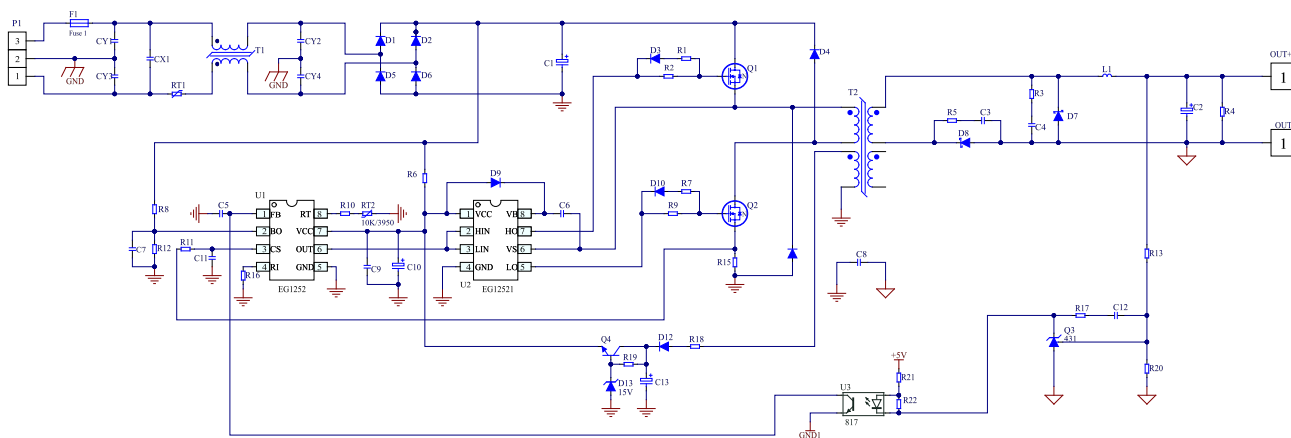 P1
F1
Fuse 1
3
2
1
CY1
CY3
CX1
GND
RT1
T1
CY2
CY4
GND
D1
D2
D5
D6
C1
D3
R1
R2
Q1
D4
T2
R5
C3
D8
R3
C4
D7
L1
C2
R4
OUT+
1
OUT
1
R6
D9
D10
R7
R9
Q2
R15
C6
U1
C5
1 FB RT 8
2 BO VCC 7
3 CS OUT 6
4 RI GND 5
EG1252
R10
RT2
10K/3950
R8
C7
R12
R11
C11
R16
C9
C10
1 VCC VB 8
2 HIN HO 7
3 LIN VS 6
4 GND LO 5
U2
EG12521
C8
R13
R17
C12
Q3
431
R20
Q4
R19
D12
R18
D13
15V
C13
+5V
R21
R22
U3
817
GND1